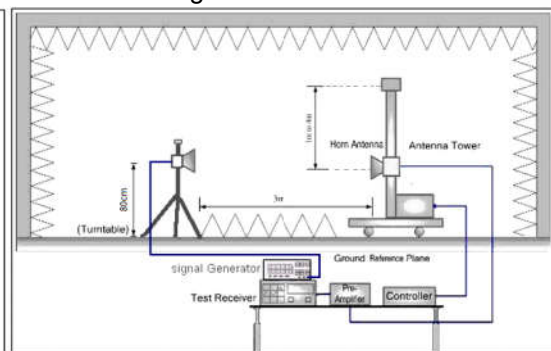 Horn Antenna
Antenna Tower
80cm
3m
(Turntable)
Ground Reference Plane
signal Generator
Test Receiver
Pre-
Amplifier
Controller